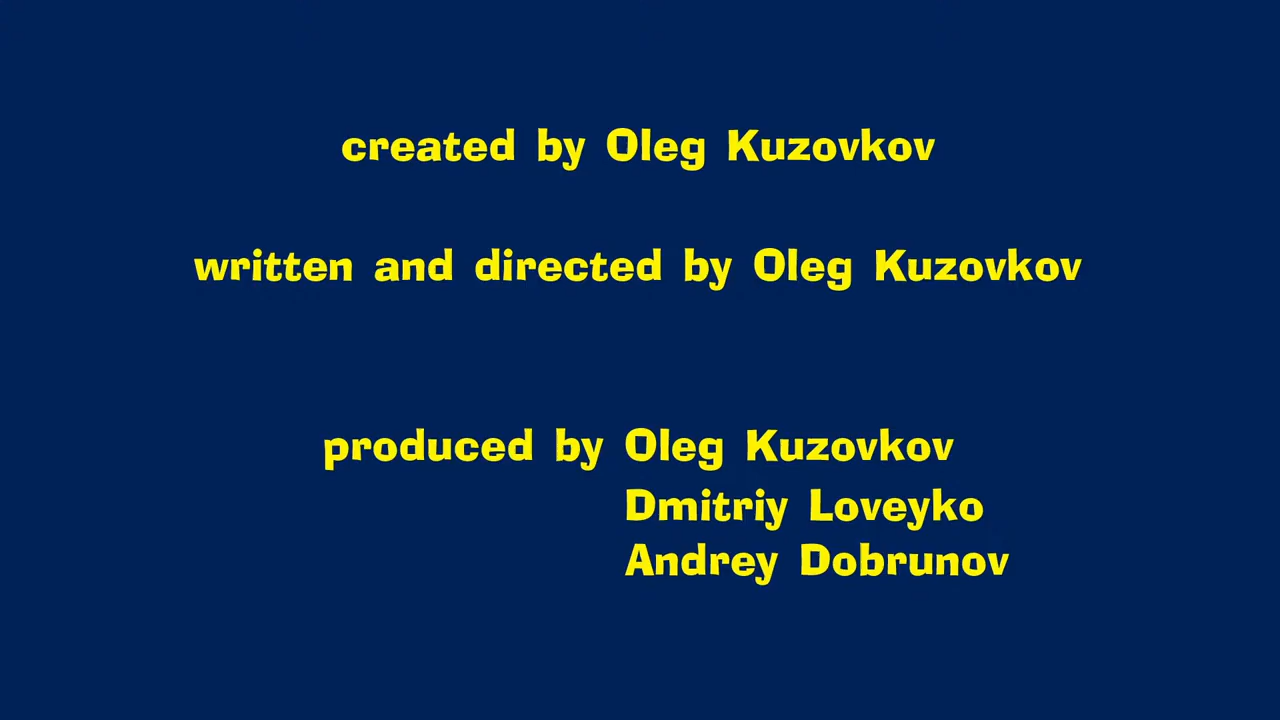 created by Oleg Kuzovkov
written and directed by Oleg Kuzovkov
produced by Oleg Kuzovkov
Dmitriy Loveyko
Andrey Dobrunov